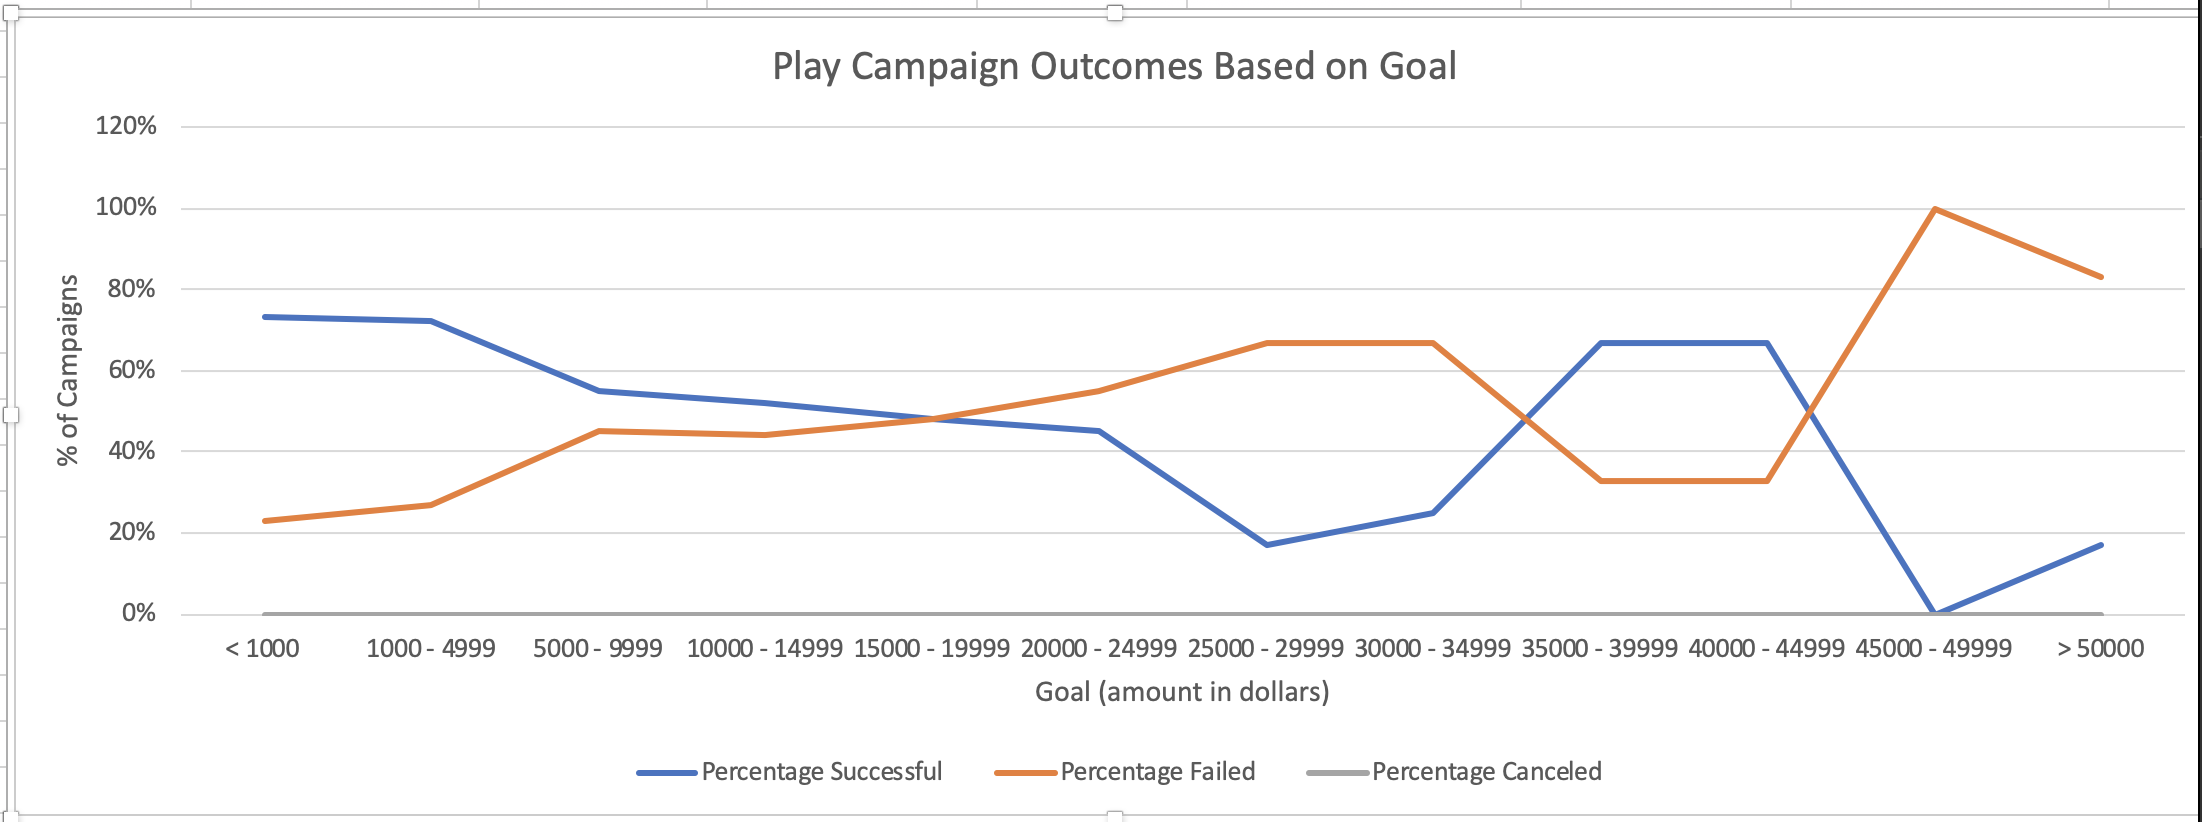 Play Campaign Outcomes Based on Goal
120%
100%
80%
60%
40%
20%
0%
% of Campaigns
< 1000 1000 - 4999 5000 - 9999 10000 - 14999 15000 - 19999 20000 - 24999 25000 - 29999 30000 - 34999 35000 - 39999 40000 - 44999 45000 - 49999 > 50000
Goal (amount in dollars)
Percentage Successful Percentage Failed Percentage Canceled